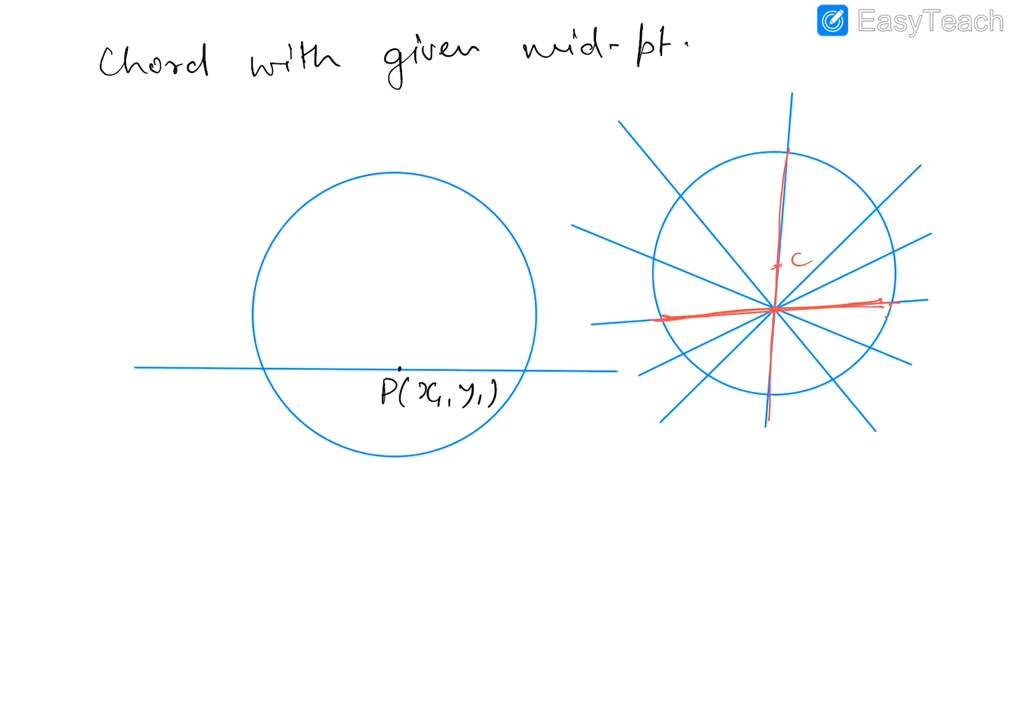 EasyTeach
Chord with given mid-pt.
C
P(x₁, y₁)